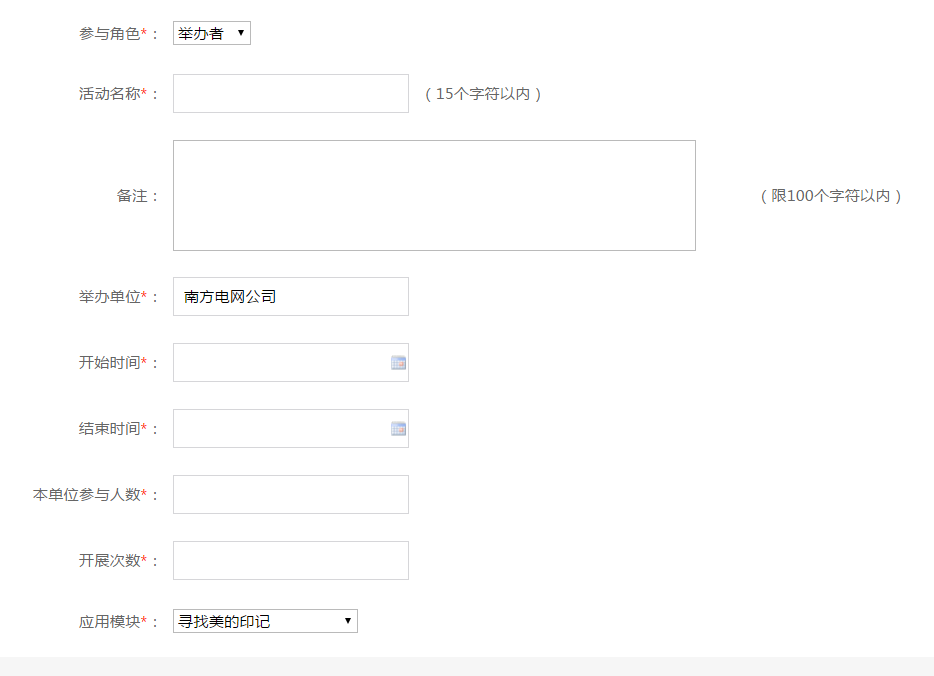 参与角色*： 举办者
活动名称*： （15个字符以内）
备注： （限100个字符以内）
举办单位*： 南方电网公司
开始时间*：
结束时间*：
本单位参与人数*：
开展次数*：
应用模块*： 寻找美的印记